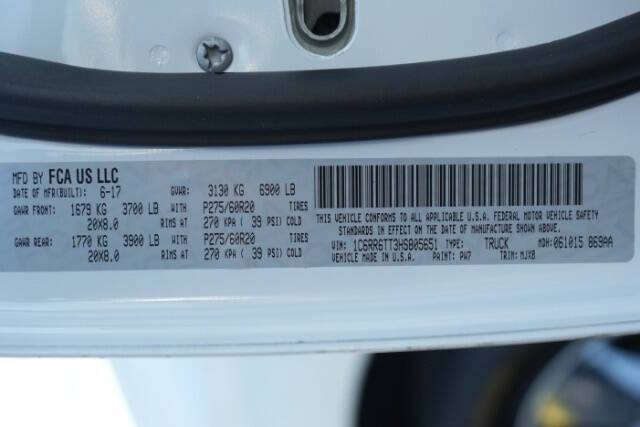 MFD BY FCA US LLC
DATE OF MFR(BUILT): 6-17 GVWR: 3130 KG 6900 LB
GAWR FRONT: 1679 KG 3700 LB WITH P275/60R20 TIRES
20X8.0 RIMS AT 270 KPA ( 39 PSI) COLD
GAWR REAR: 1770 KG 3900 LB WITH P275/60R20 TIRES
20X8.0 RIMS AT 270 KPA ( 39 PSI) COLD
THIS VEHICLE CONFORMS TO ALL APPLICABLE U.S.A. FEDERAL MOTOR VEHICLE SAFETY
STANDARDS IN EFFECT ON THE DATE OF MANUFACTURE SHOWN ABOVE.
VIN: 1C6RR6TT3HS805651 TYPE: TRUCK MDH: 061015 869AA
VEHICLE MADE IN U.S.A. PAINT: PW7 TRIM: MJX8